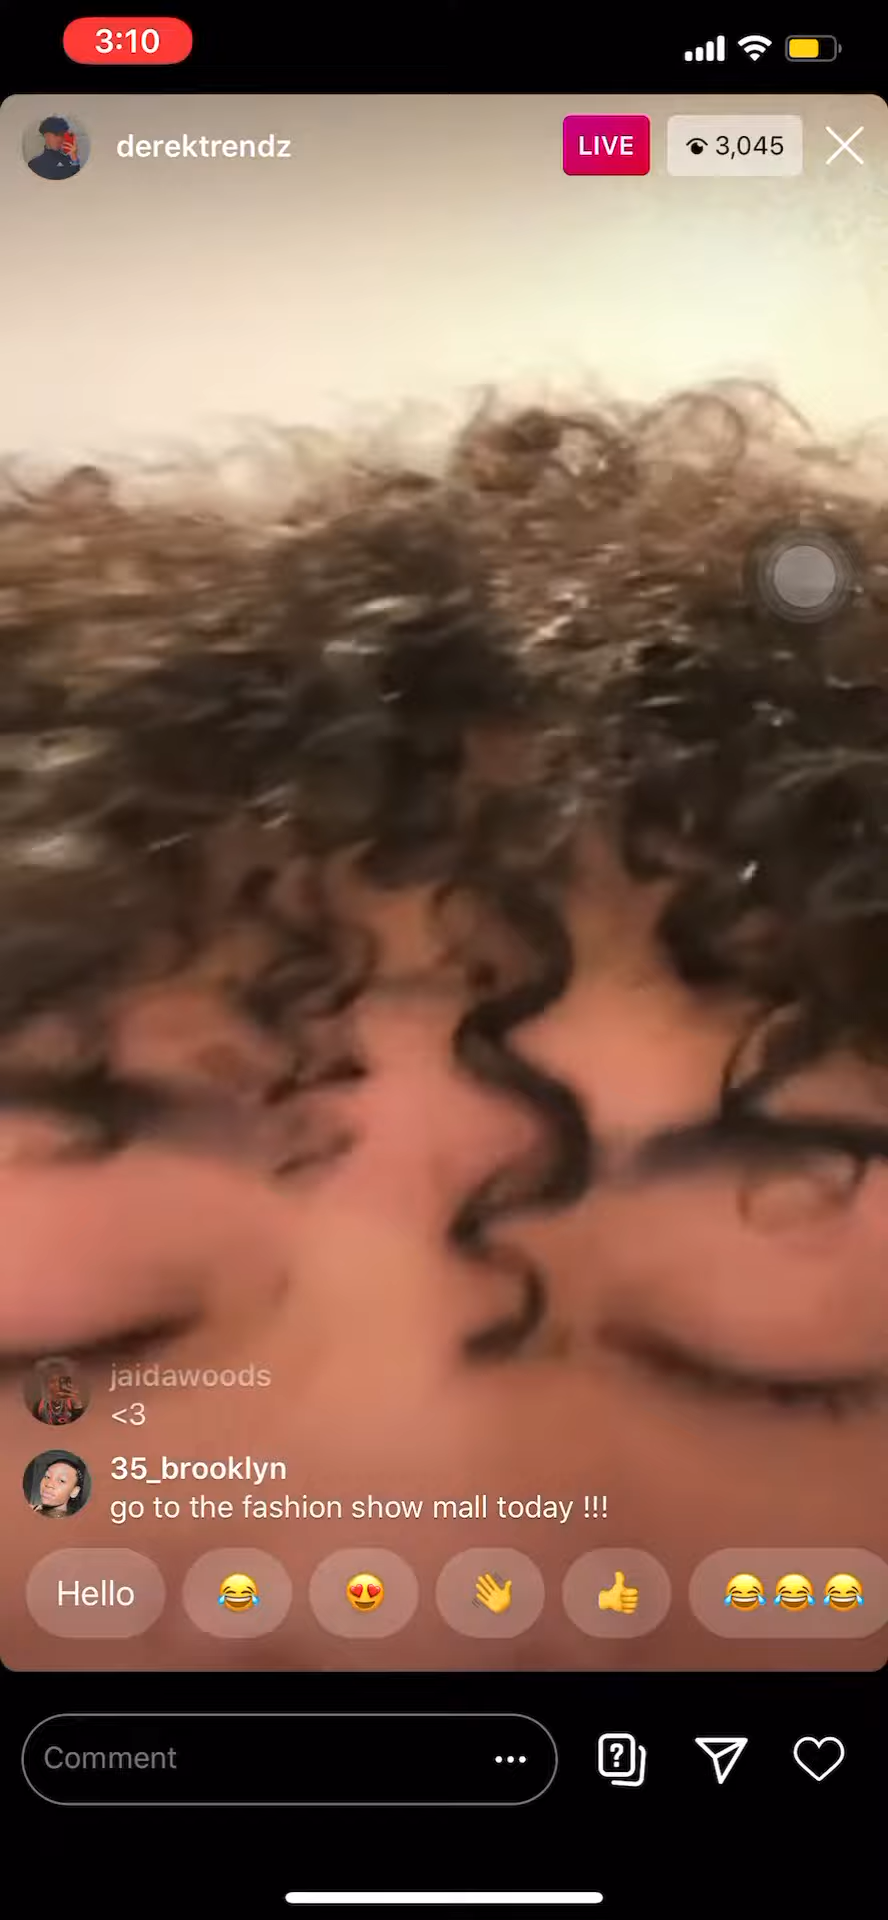 3:10
derektrendz
LIVE
3,045
jaidawoods
<3
35_brooklyn
go to the fashion show mall today !!!
Hello
Comment